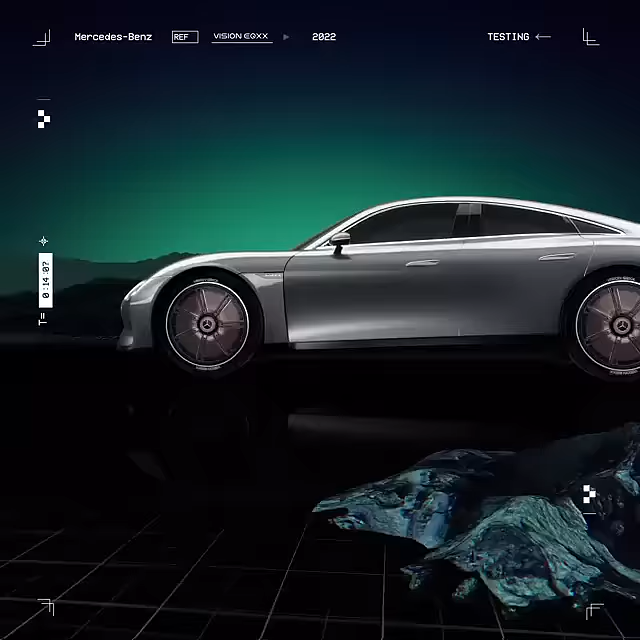 Mercedes-Benz REF VISION EQXX 2022 TESTING
T= 0:14:07